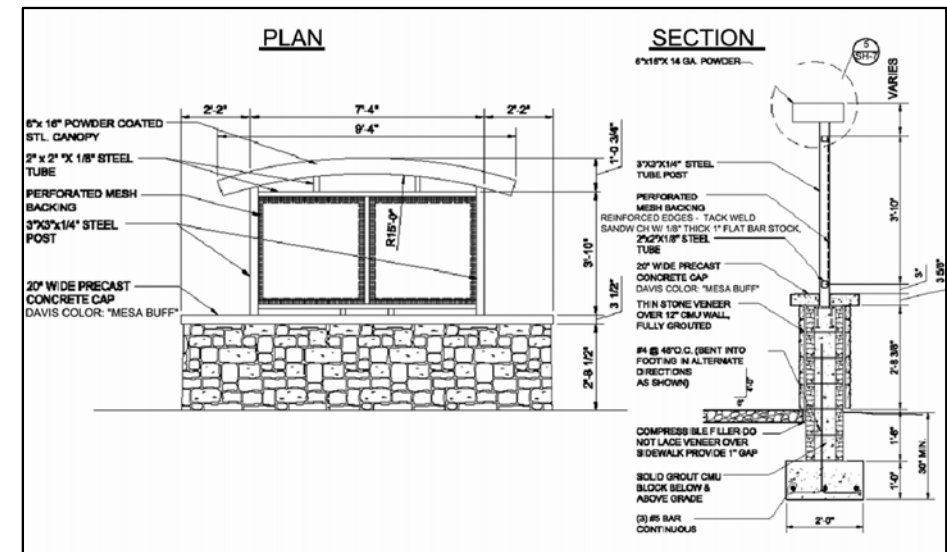 PLAN
2'-2"
7'-4"
2'-2"
9'-4"
6"x 16" POWDER COATED
STL. CANOPY
2" x 2 "X 1/8" STEEL
TUBE
PERFORATED MESH
BACKING
3"X3"x1/4" STEEL
POST
20" WIDE PRECAST
CONCRETE CAP
DAVIS COLOR: "MESA BUFF"
R15'-0"
1'-0 3/4"
3'-10"
3 1/2"
2'-8 1/2"
SECTION
6"x16"X 14 GA. POWDER
5
SH-7
VARIES
3"X3"X1/4" STEEL
TUBE POST
PERFORATED
MESH BACKING
REINFORCED EDGES - TACK WELD
SANDW CH W/ 1/8" THICK 1" FLAT BAR STOCK,
2"x2"X1/8" STEEL
TUBE
20" WIDE PRECAST
CONCRETE CAP
DAVIS COLOR: "MESA BUFF"
THIN STONE VENEER
OVER 12" CMU WALL,
FULLY GROUTED
#4 @ 48"O.C. (BENT INTO
FOOTING IN ALTERNATE
DIRECTIONS
AS SHOWN)
COMPRESSIBLE FILLER DO
NOT LACE VENEER OVER
SIDEWALK PROVIDE 1" GAP
SOLID GROUT CMU
BLOCK BELOW &
ABOVE GRADE
(3) #5 BAR
CONTINUOUS
3'-10"
3"
3 5/8"
2'-8 3/8"
1'-6"
1'-0"
30" MIN.
2'-0"